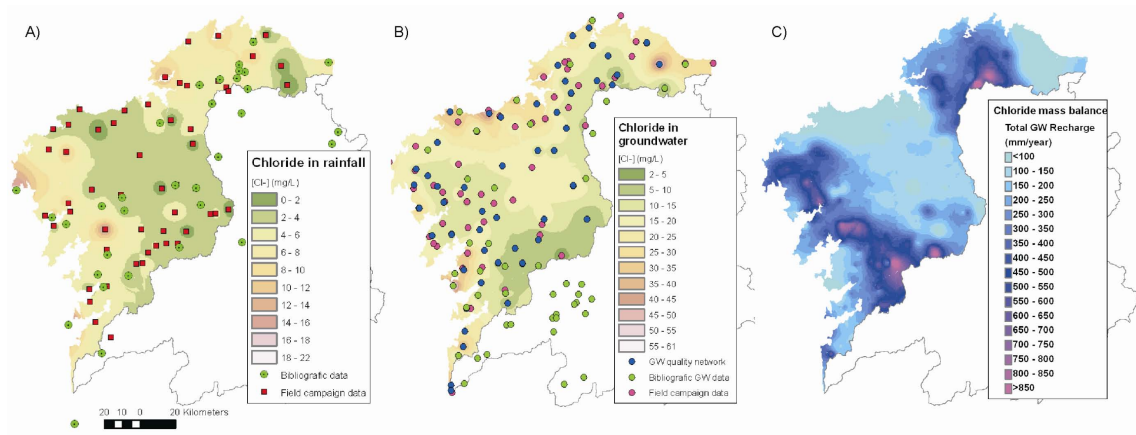 A)
Chloride in rainfall
[Cl-] (mg/L)
0 - 2
2 - 4
4 - 6
6 - 8
8 - 10
10 - 12
12 - 14
14 - 16
16 - 18
18 - 22
Bibliografic data
Field campaign data
20 10 0 20 Kilometers
B)
Chloride in
groundwater
[Cl-] (mg/L)
2 - 5
5 - 10
10 - 15
15 - 20
20 - 25
25 - 30
30 - 35
35 - 40
40 - 45
45 - 50
50 - 55
55 - 61
GW quality network
Bibliografic GW data
Field campaign data
C)
Chloride mass balance
Total GW Recharge
(mm/year)
<100
100 - 150
150 - 200
200 - 250
250 - 300
300 - 350
350 - 400
400 - 450
450 - 500
500 - 550
550 - 600
600 - 650
650 - 700
700 - 750
750 - 800
800 - 850
>850